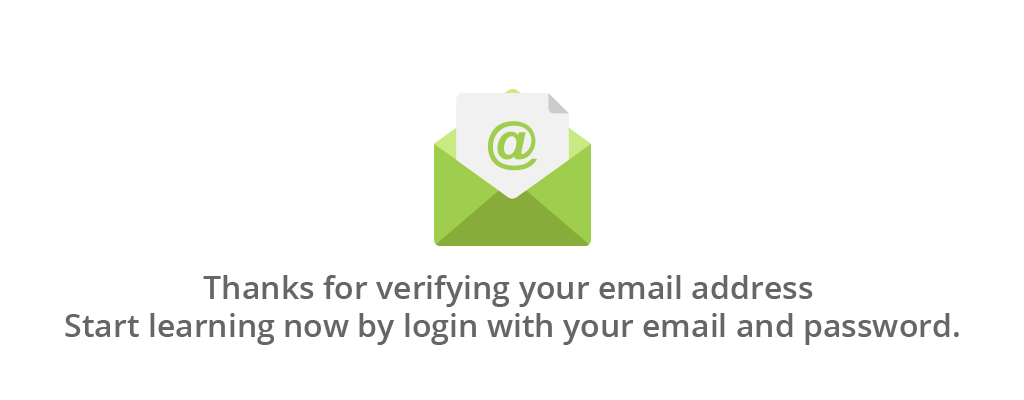 @
Thanks for verifying your email address
Start learning now by login with your email and password.